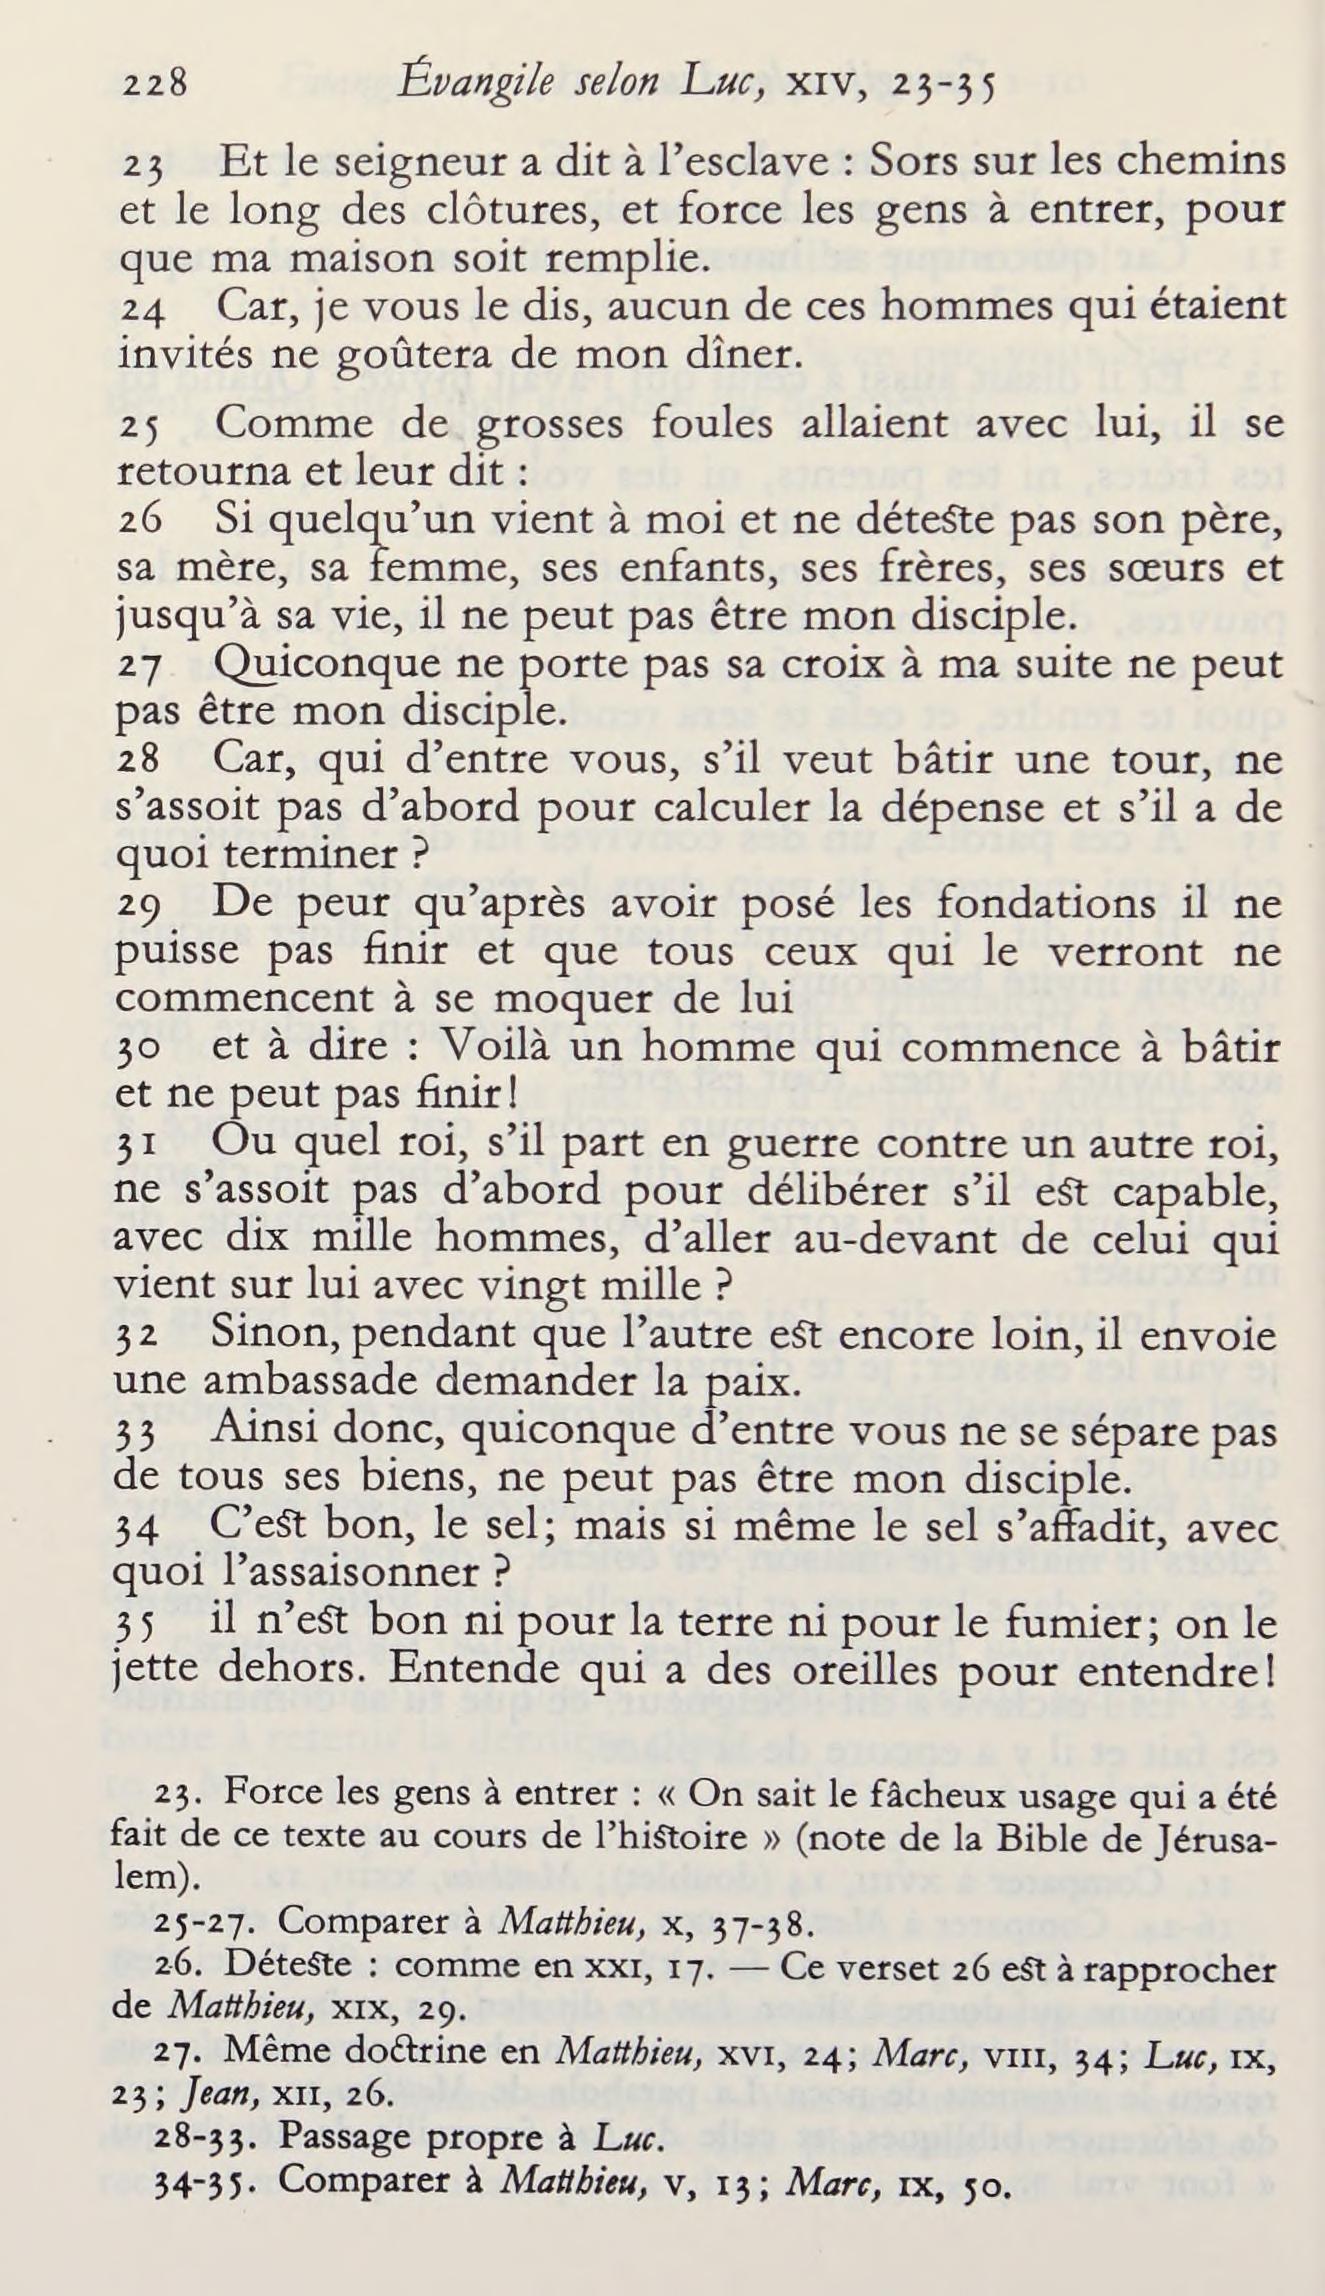 228 Évangile selon Luc, XIV, 23-35
23 Et le seigneur a dit à l’esclave : Sors sur les chemins
et le long des clôtures, et force les gens à entrer, pour
que ma maison soit remplie.
24 Car, je vous le dis, aucun de ces hommes qui étaient
invités ne goûtera de mon dîner.
25 Comme de grosses foules allaient avec lui, il se
retourna et leur dit :
26 Si quelqu’un vient à moi et ne déteste pas son père,
sa mère, sa femme, ses enfants, ses frères, ses sœurs et
jusqu’à sa vie, il ne peut pas être mon disciple.
27 Quiconque ne porte pas sa croix à ma suite ne peut
pas être mon disciple.
28 Car, qui d’entre vous, s’il veut bâtir une tour, ne
s’assoit pas d’abord pour calculer la dépense et s’il a de
quoi terminer ?
29 De peur qu’après avoir posé les fondations il ne
puisse pas finir et que tous ceux qui le verront ne
commencent à se moquer de lui
30 et à dire : Voilà un homme qui commence à bâtir
et ne peut pas finir!
31 Ou quel roi, s’il part en guerre contre un autre roi,
ne s’assoit pas d’abord pour délibérer s’il est capable,
avec dix mille hommes, d’aller au-devant de celui qui
vient sur lui avec vingt mille ?
32 Sinon, pendant que l’autre est encore loin, il envoie
une ambassade demander la paix.
33 Ainsi donc, quiconque d’entre vous ne se sépare pas
de tous ses biens, ne peut pas être mon disciple.
34 C’est bon, le sel; mais si même le sel s’affadit, avec
quoi l’assaisonner ?
35 il n’est bon ni pour la terre ni pour le fumier; on le
jette dehors. Entende qui a des oreilles pour entendre!
23. Force les gens à entrer : « On sait le fâcheux usage qui a été
fait de ce texte au cours de l’histoire » (note de la Bible de Jérusa-
lem).
25-27. Comparer à Matthieu, X, 37-38.
26. Déteste : comme en XXI, 17. — Ce verset 26 est à rapprocher
de Matthieu, XIX, 29.
27. Même doctrine en Matthieu, XVI, 24; Marc, VIII, 34; Luc, IX,
23; Jean, XII, 26.
28-33. Passage propre à Luc.
34-35. Comparer à Matthieu, V, 13; Marc, IX, 50.